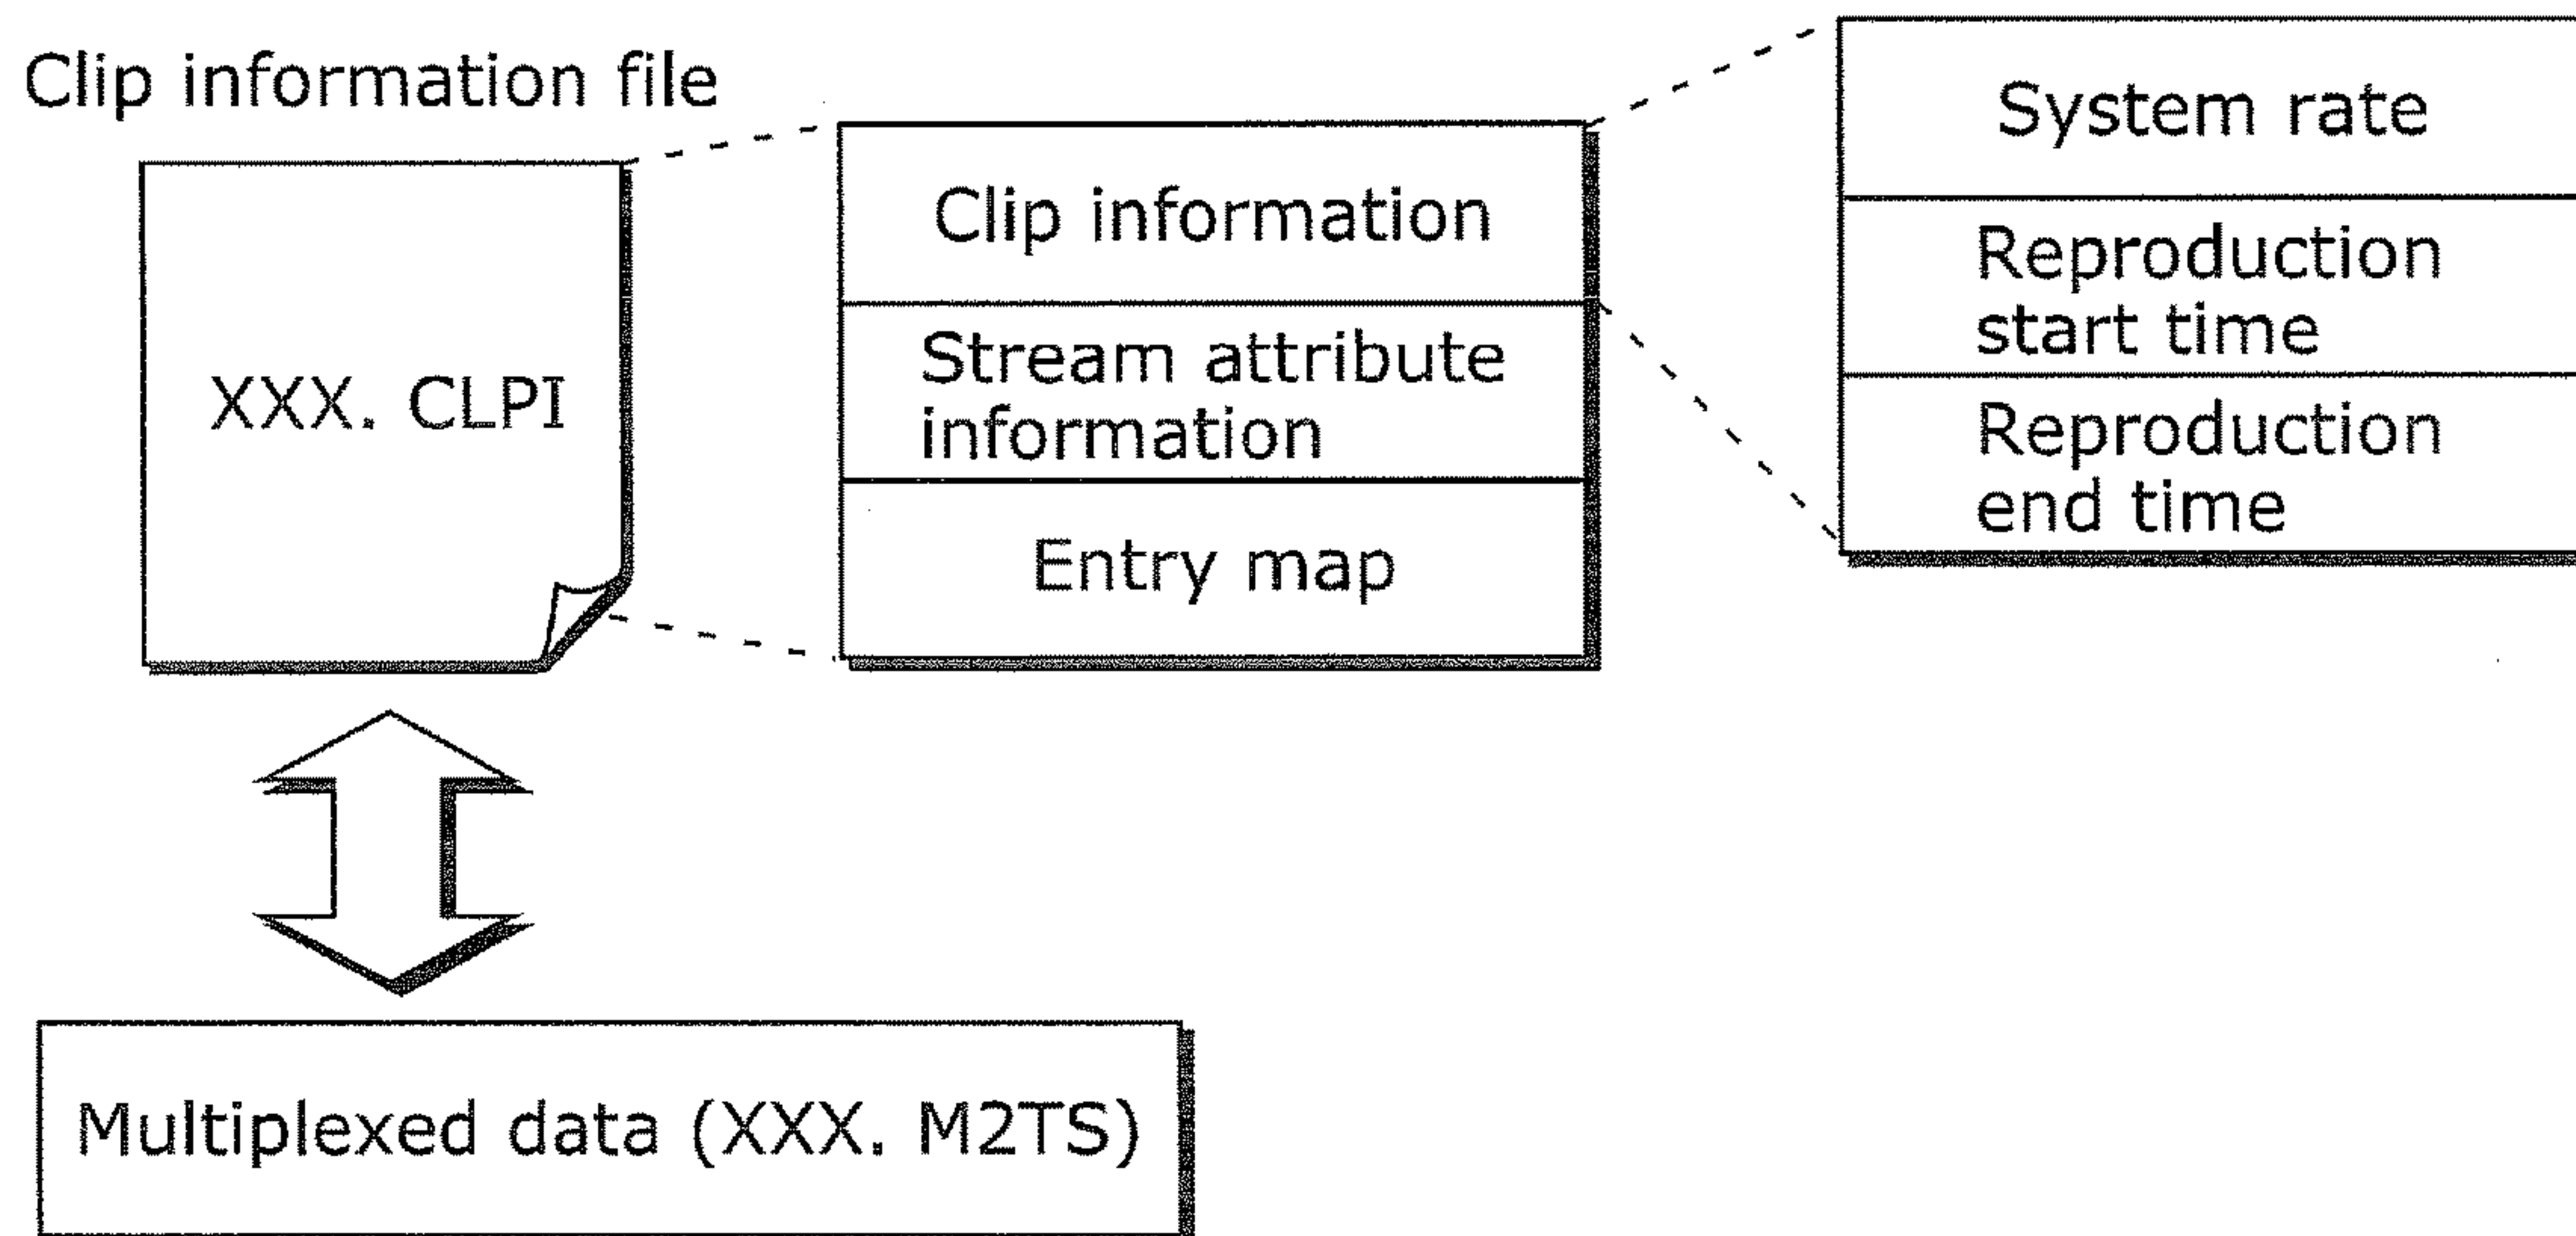 Clip information file
XXX. CLPI
Clip information
Stream attribute
information
Entry map
System rate
Reproduction
start time
Reproduction
end time
Multiplexed data (XXX. M2TS)